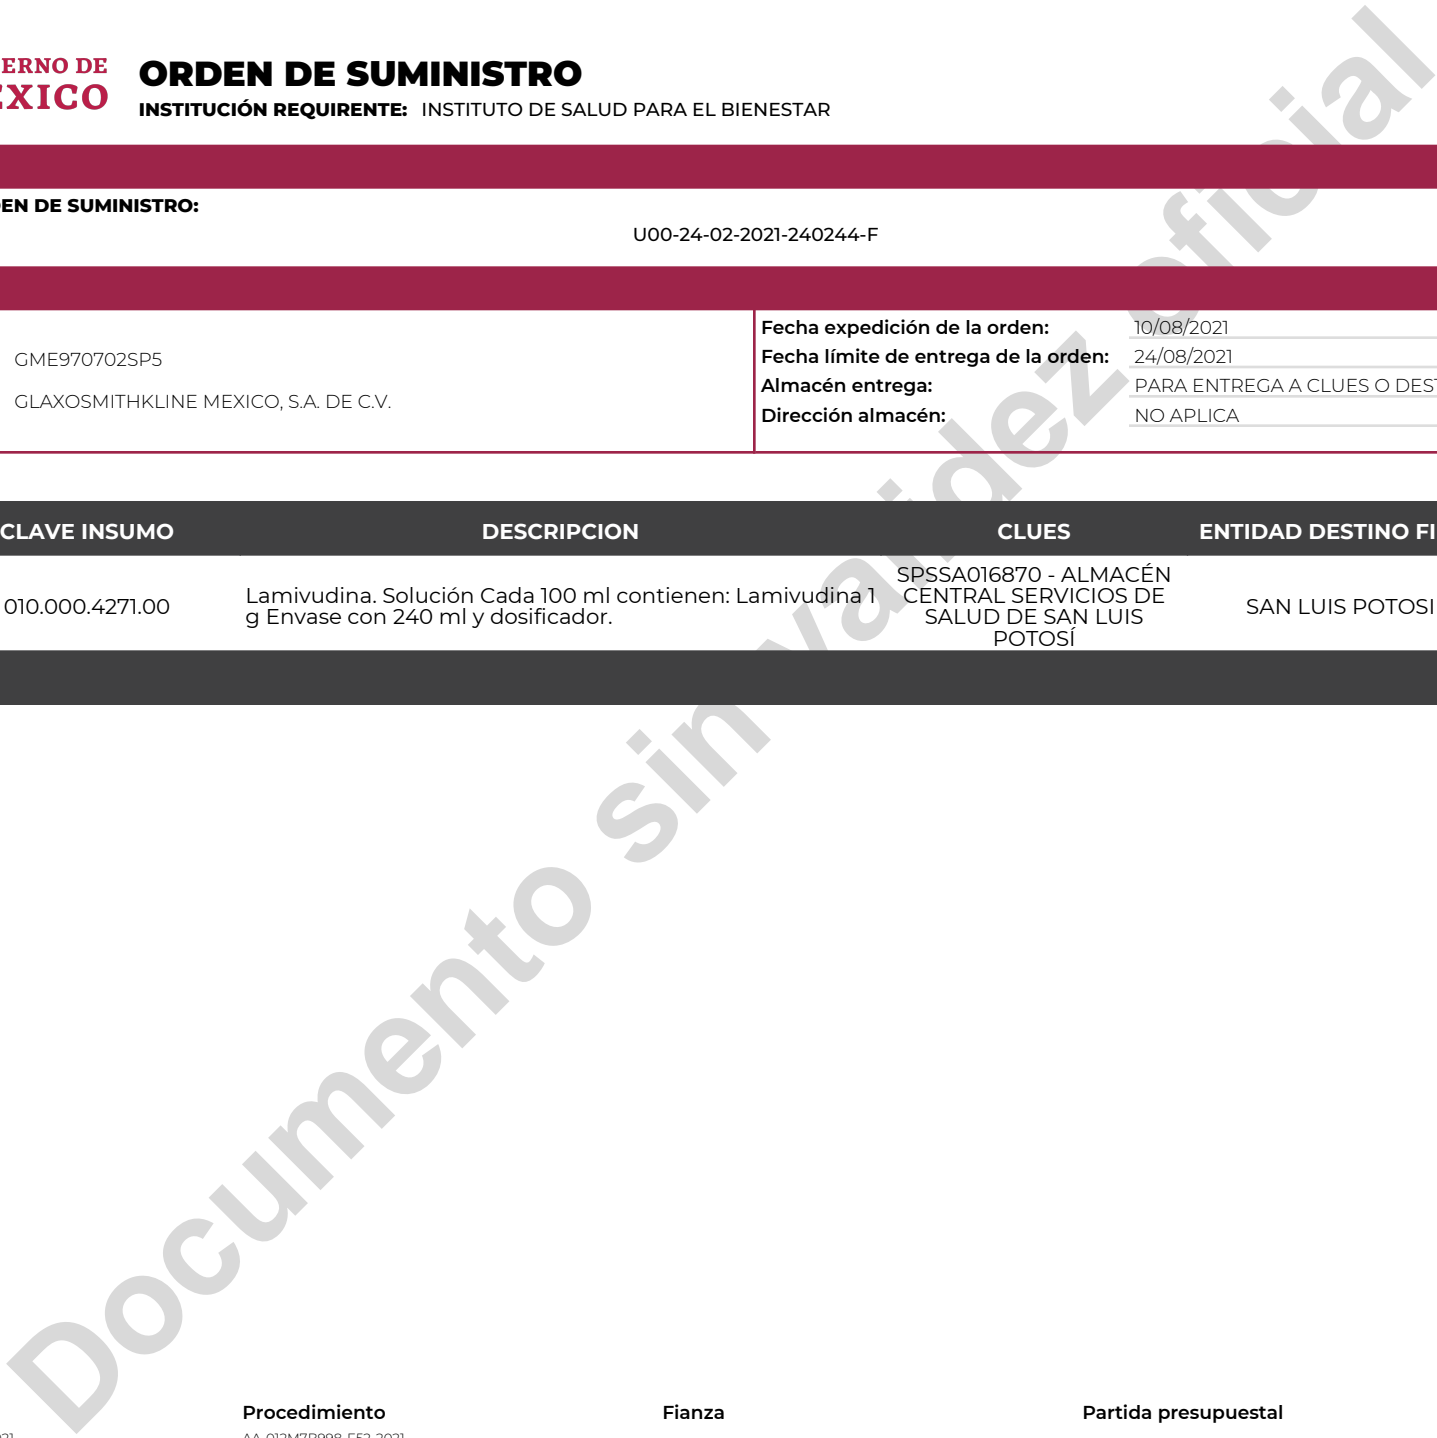 ERNO DE
EXICO
ORDEN DE SUMINISTRO
INSTITUCIÓN REQUIRENTE: INSTITUTO DE SALUD PARA EL BIENESTAR
EN DE SUMINISTRO:
U00-24-02-2021-240244-F
GME970702SP5
GLAXOSMITHKLINE MEXICO, S.A. DE C.V.
Fecha expedición de la orden: 10/08/2021
Fecha límite de entrega de la orden: 24/08/2021
Almacén entrega: PARA ENTREGA A CLUES O DEST
Dirección almacén: NO APLICA
CLAVE INSUMO DESCRIPCION CLUES ENTIDAD DESTINO FI
010.000.4271.00
Lamivudina. Solución Cada 100 ml contienen: Lamivudina 1
g Envase con 240 ml y dosificador.
SPSSA016870 - ALMACÉN
CENTRAL SERVICIOS DE
SALUD DE SAN LUIS
POTOSÍ
SAN LUIS POTOSI
Documento sin validez oficial
Procedimiento Fianza Partida presupuestal